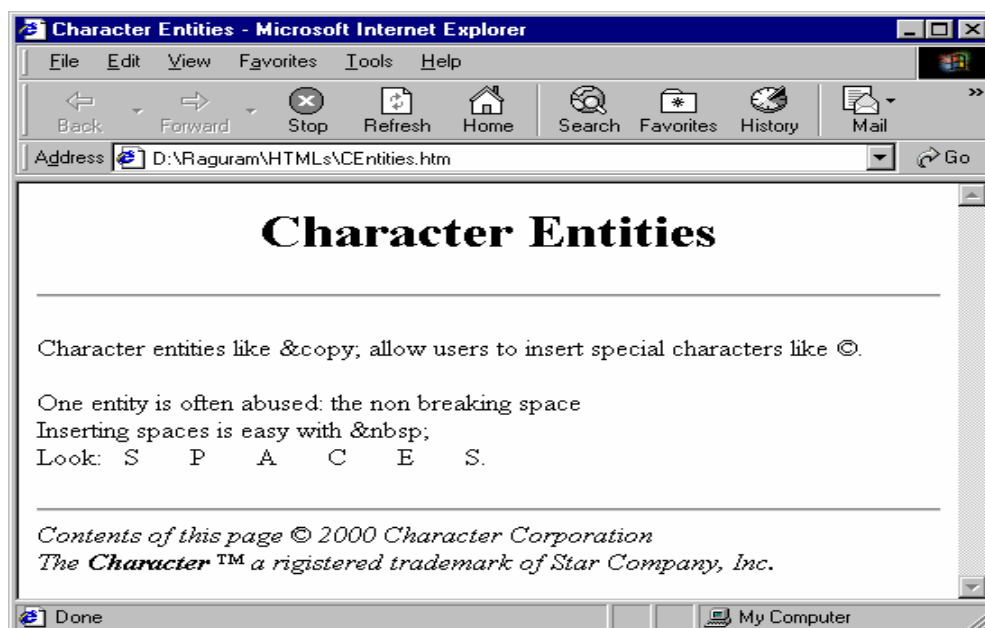 Character Entities - Microsoft Internet Explorer
File Edit View Favorites Tools Help
Back Forward Stop Refresh Home Search Favorites History Mail »
Address D:\Raguram\HTMLs\CEntities.htm Go
Character Entities
Character entities like &copy; allow users to insert special characters like ©.
One entity is often abused: the non breaking space
Inserting spaces is easy with &nbsp;
Look: S P A C E S.
Contents of this page © 2000 Character Corporation
The Character ™ a rigistered trademark of Star Company, Inc.
Done My Computer